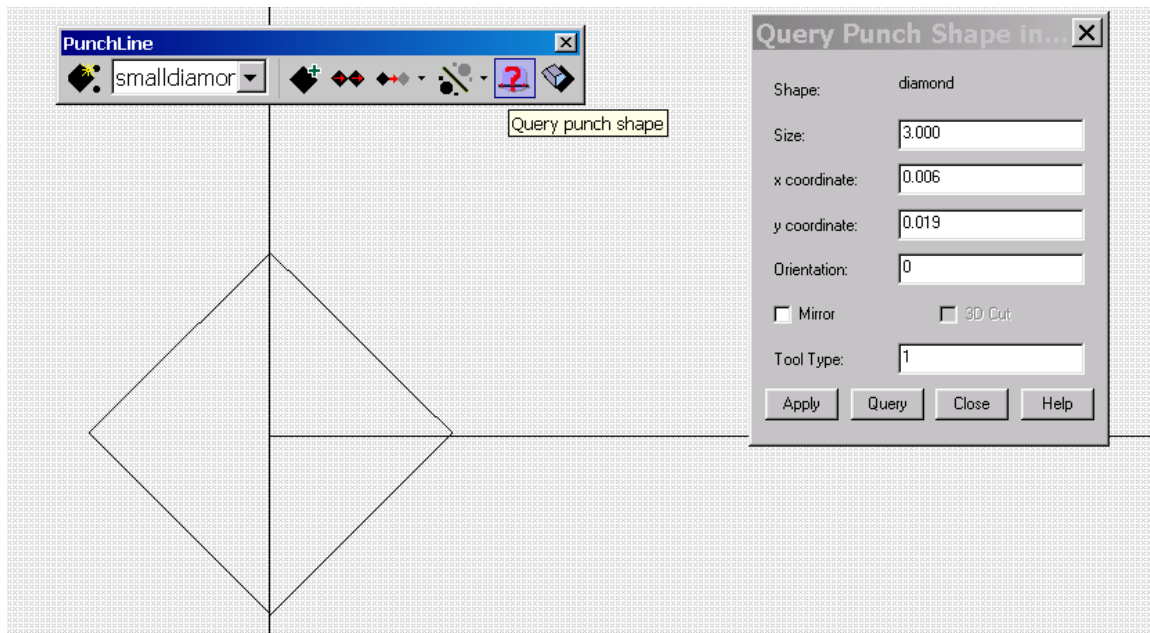 PunchLine
smalldiamor
Query punch shape
Query Punch Shape in...
Shape: diamond
Size: 3.000
x coordinate: 0.006
y coordinate: 0.019
Orientation: 0
Mirror 3D Cut
Tool Type: 1
Apply Query Close Help